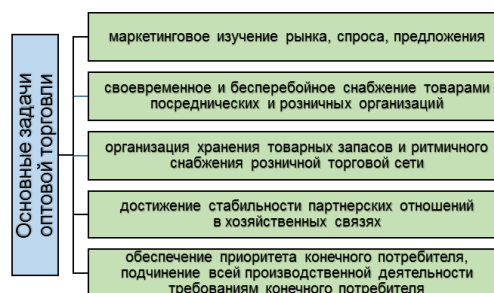 Основные задачи
оптовой торговли
маркетинговое изучение рынка, спроса, предложения
своевременное и бесперебойное снабжение товарами
посреднических и розничных организаций
организация хранения товарных запасов и ритмичного
снабжения розничной торговой сети
достижение стабильности партнерских отношений
в хозяйственных связях
обеспечение приоритета конечного потребителя,
подчинение всей производственной деятельности
требованиям конечного потребителя